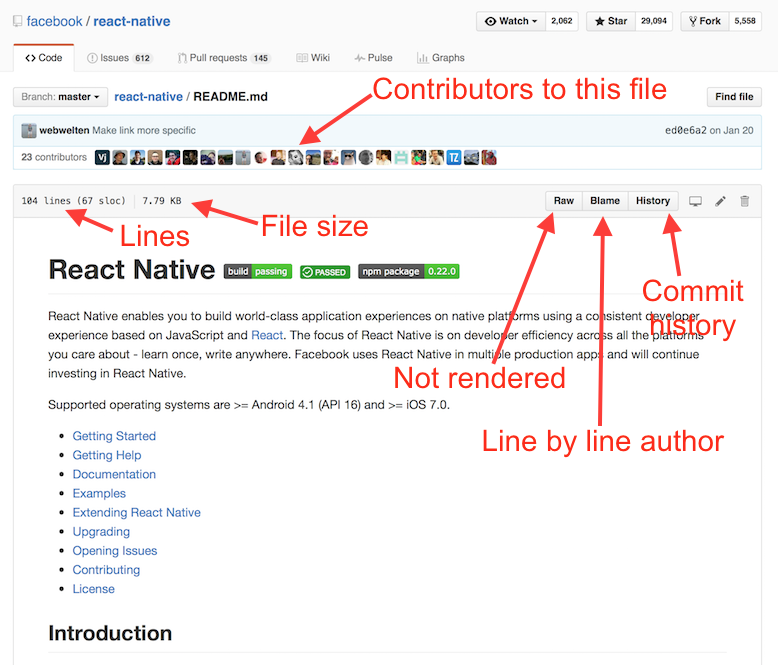 facebook / react-native
Watch 2,062 Star 29,094 Fork 5,558
Code Issues 612 Pull requests 145 Wiki Pulse Graphs
Contributors to this file
Branch: master react-native / README.md Find file
webwelten Make link more specific ed0e6a2 on Jan 20
23 contributors Vj TZ
104 lines (67 sloc) 7.79 KB Raw Blame History
Lines
File size
React Native build passing PASSED npm package 0.22.0
Commit
history
React Native enables you to build world-class application experiences on native platforms using a consistent developer
experience based on JavaScript and React. The focus of React Native is on developer efficiency across all the platforms
you care about - learn once, write anywhere. Facebook uses React Native in multiple production apps and will continue
investing in React Native.
Not rendered
Supported operating systems are >= Android 4.1 (API 16) and >= iOS 7.0.
Line by line author
Getting Started
Getting Help
Documentation
Examples
Extending React Native
Upgrading
Opening Issues
Contributing
License
Introduction